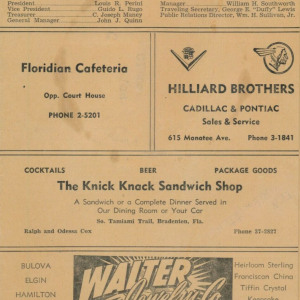 President Louis R. Perini
Vice President Guido L. Rugo
Treasurer C. Joseph Maney
General Manager John J. Quinn
Manager William H. Southworth
Traveling Secretary, George E. "Duffy" Lewis
Public Relations Director, Wm. H. Sullivan, Jr.
Floridian Cafeteria
Opp. Court House
PHONE 2-5201
HILLIARD BROTHERS
CADILLAC & PONTIAC
Sales & Service
615 Manatee Ave. Phone 3-1841
COCKTAILS BEER PACKAGE GOODS
The Knick Knack Sandwich Shop
A Sandwich or a Complete Dinner Served in
Our Dining Room or Your Car
So. Tamiami Trail, Bradenton, Fla.
Ralph and Odessa Cox Phone 37-3827
BULOVA
ELGIN
HAMILTON
WALTER
Heirloom Sterling
Franciscan China
Tiffin Crystal